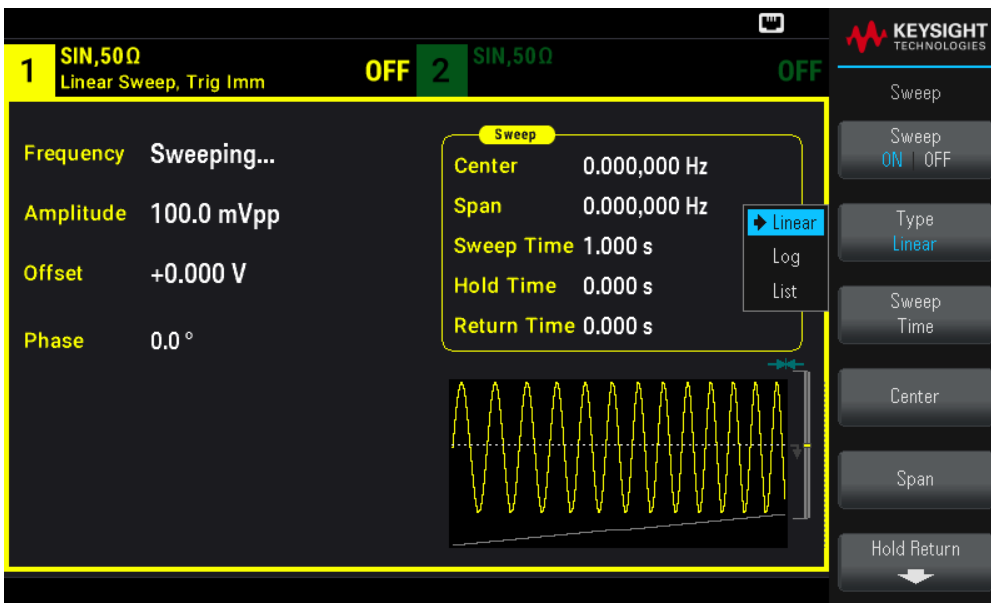 1
SIN,50Ω
Linear Sweep, Trig Imm
OFF
2
SIN,50Ω
OFF
Frequency Sweeping...
Amplitude 100.0 mVpp
Offset +0.000 V
Phase 0.0 °
Sweep
Center 0.000,000 Hz
Span 0.000,000 Hz
Sweep Time 1.000 s
Hold Time 0.000 s
Return Time 0.000 s
Linear
Log
List
KEYSIGHT
TECHNOLOGIES
Sweep
Sweep
ON | OFF
Type
Linear
Sweep
Time
Center
Span
Hold Return